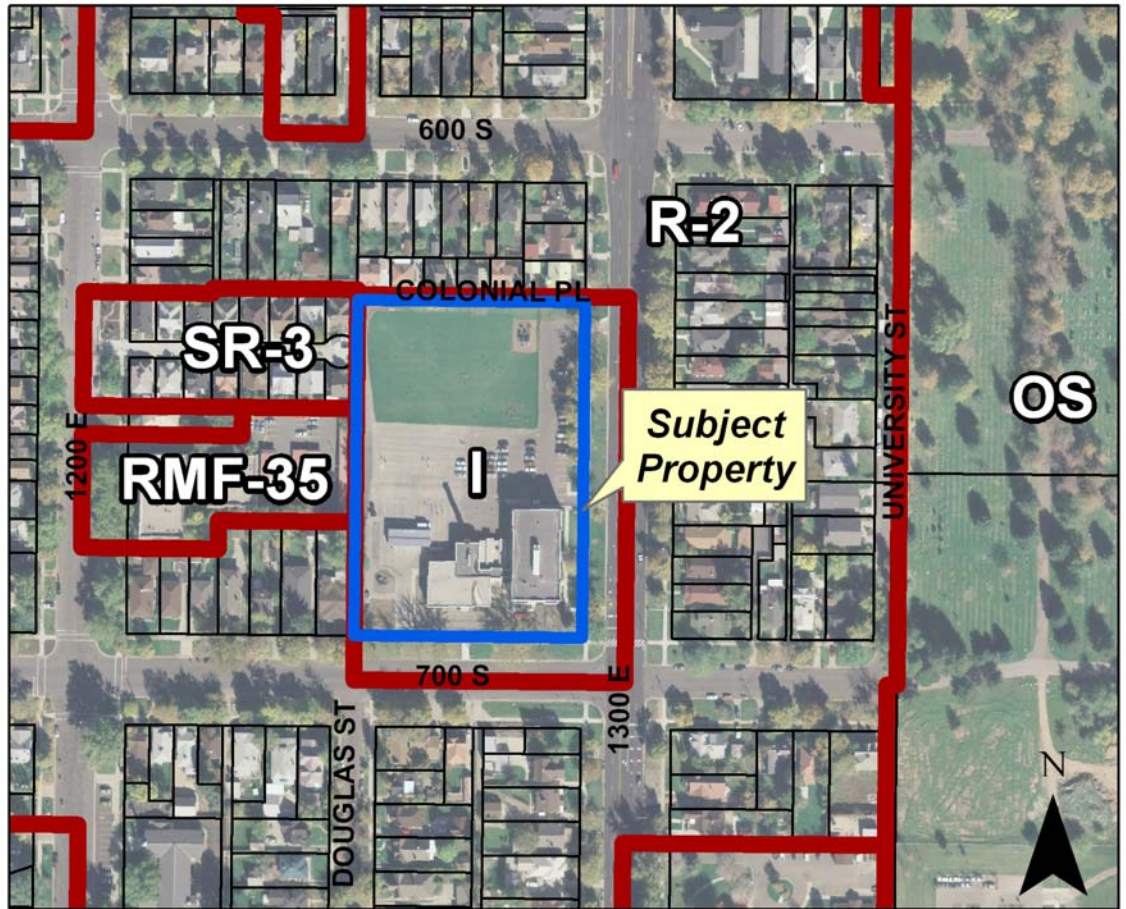 600 S
R-2
COLONIAL PL
SR-3
UNIVERSITY ST
OS
Subject
Property
1200 E
RMF-35
I
700 S
1300 E
DOUGLAS ST
N